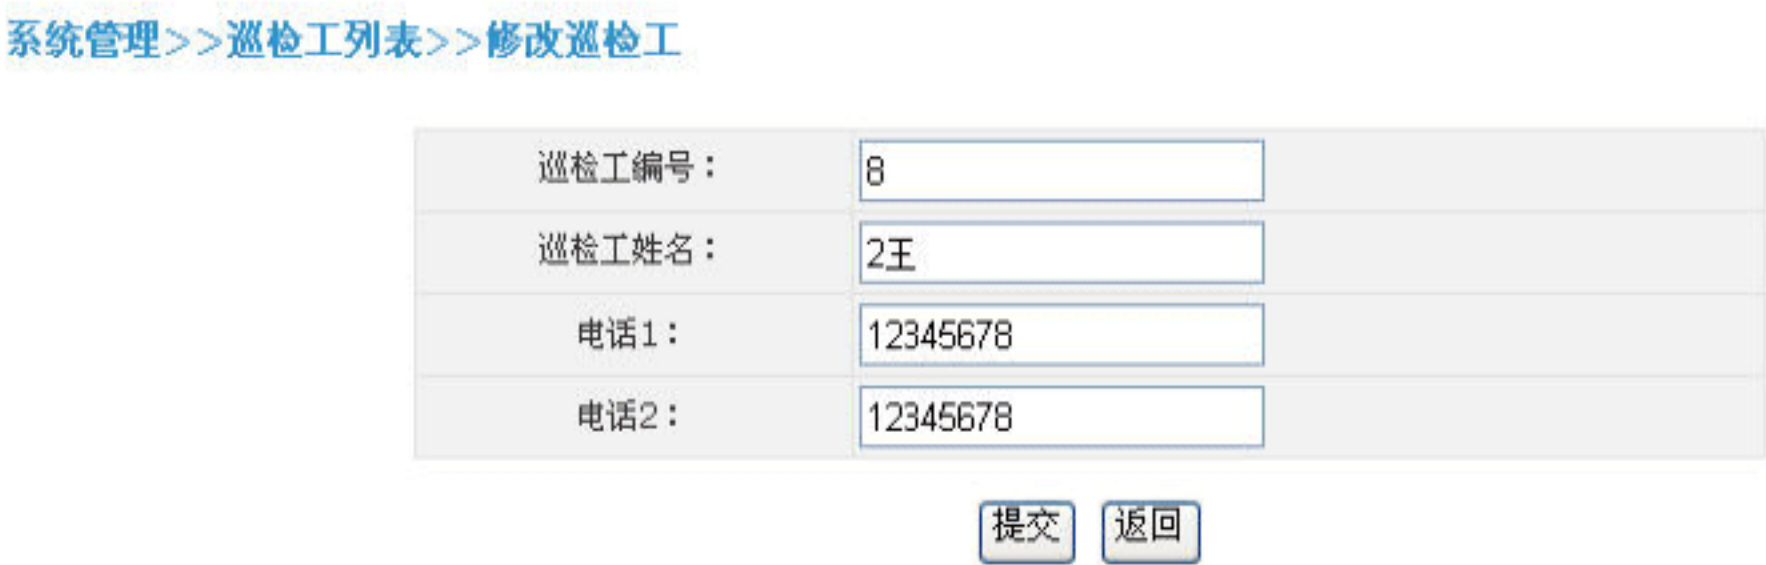 系统管理>>巡检工列表>>修改巡检工
巡检工编号： 8
巡检工姓名： 2王
电话1： 12345678
电话2： 12345678
提交 返回